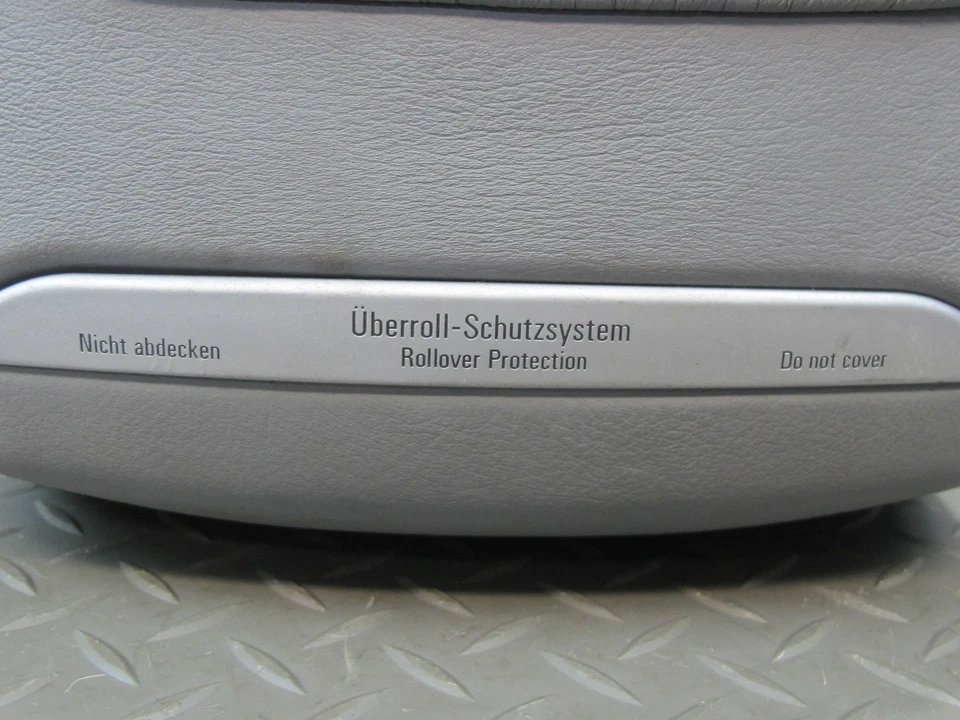 Überroll-Schutzsystem
Nicht abdecken Rollover Protection Do not cover